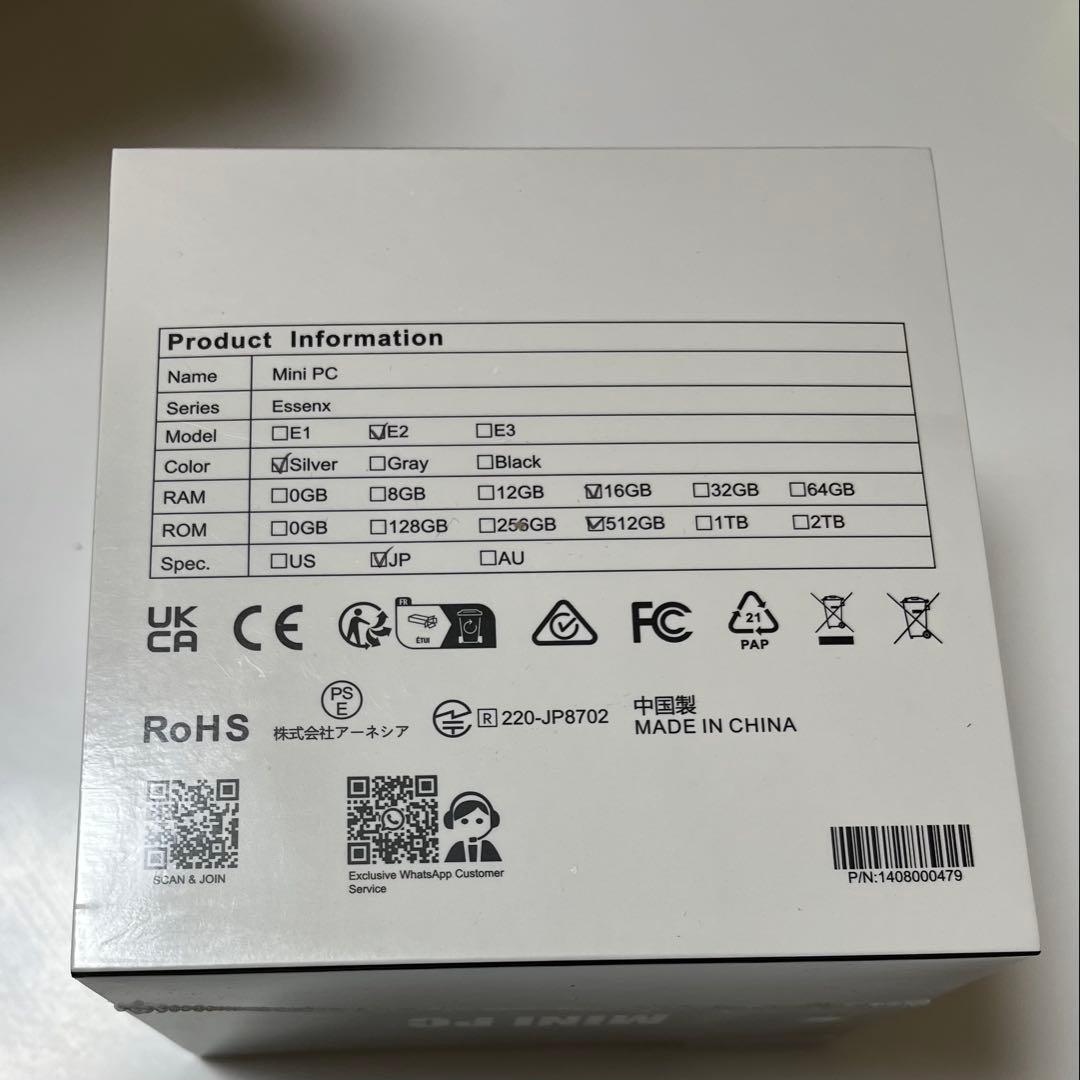 Product Information
Name Mini PC
Series Essenx
Model ☐E1 ☑E2 ☐E3
Color ☑Silver ☐Gray ☐Black
RAM ☐0GB ☐8GB ☐12GB ☑16GB ☐32GB ☐64GB
ROM ☐0GB ☐128GB ☐256GB ☑512GB ☐1TB ☐2TB
Spec. ☐US ☑JP ☐AU
UK
CA CE FR ÉTUI FC 21 PAP
RoHS PSE 株式会社アーネシア R 220-JP8702 中国製
MADE IN CHINA
SCAN & JOIN
Exclusive WhatsApp Customer
Service
P/N:1408000479
MINI PC